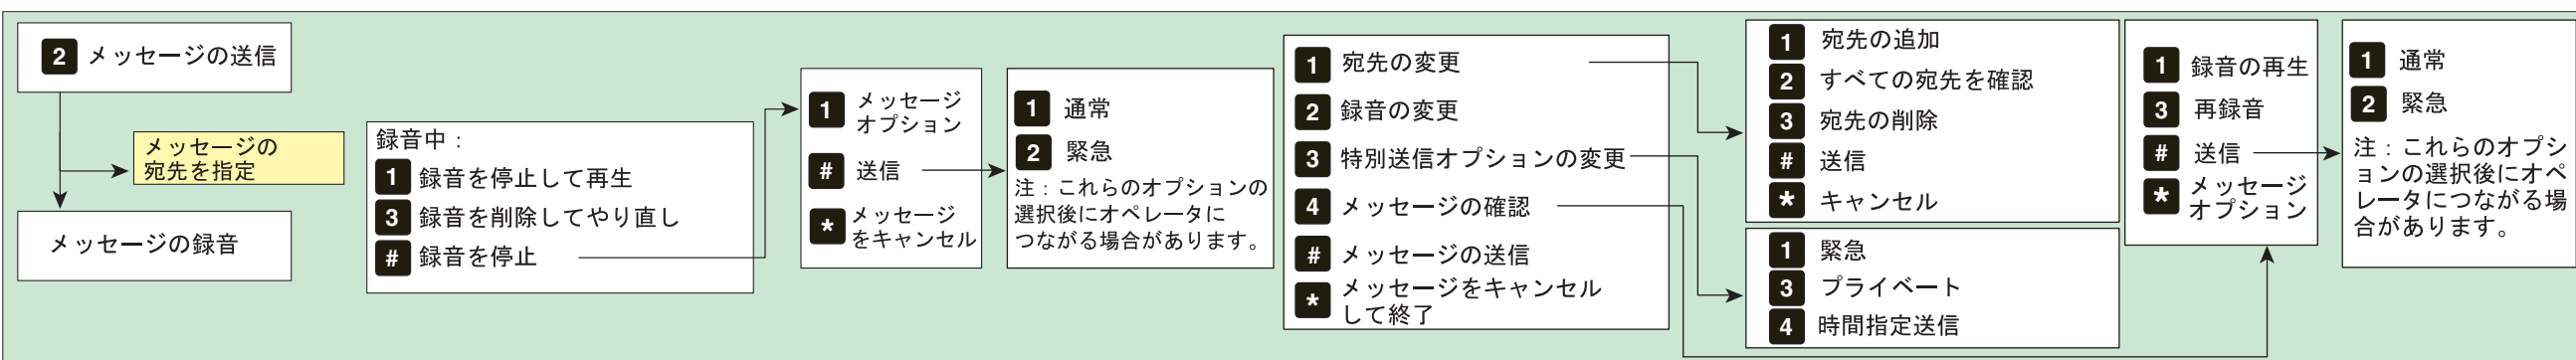 2 メッセージの送信
メッセージの
宛先を指定
メッセージの録音
録音中：
1 録音を停止して再生
3 録音を削除してやり直し
# 録音を停止
1 メッセージ
オプション
# 送信
* メッセージ
をキャンセル
1 通常
2 緊急
注：これらのオプションの
選択後にオペレータに
つながる場合があります。
1 宛先の変更
2 録音の変更
3 特別送信オプションの変更
4 メッセージの確認
# メッセージの送信
* メッセージをキャンセル
して終了
1 宛先の追加
2 すべての宛先を確認
3 宛先の削除
# 送信
* キャンセル
1 緊急
3 プライベート
4 時間指定送信
1 録音の再生
3 再録音
# 送信
* メッセージ
オプション
1 通常
2 緊急
注：これらのオプシ
ョンの選択後にオペ
レータにつながる場
合があります。